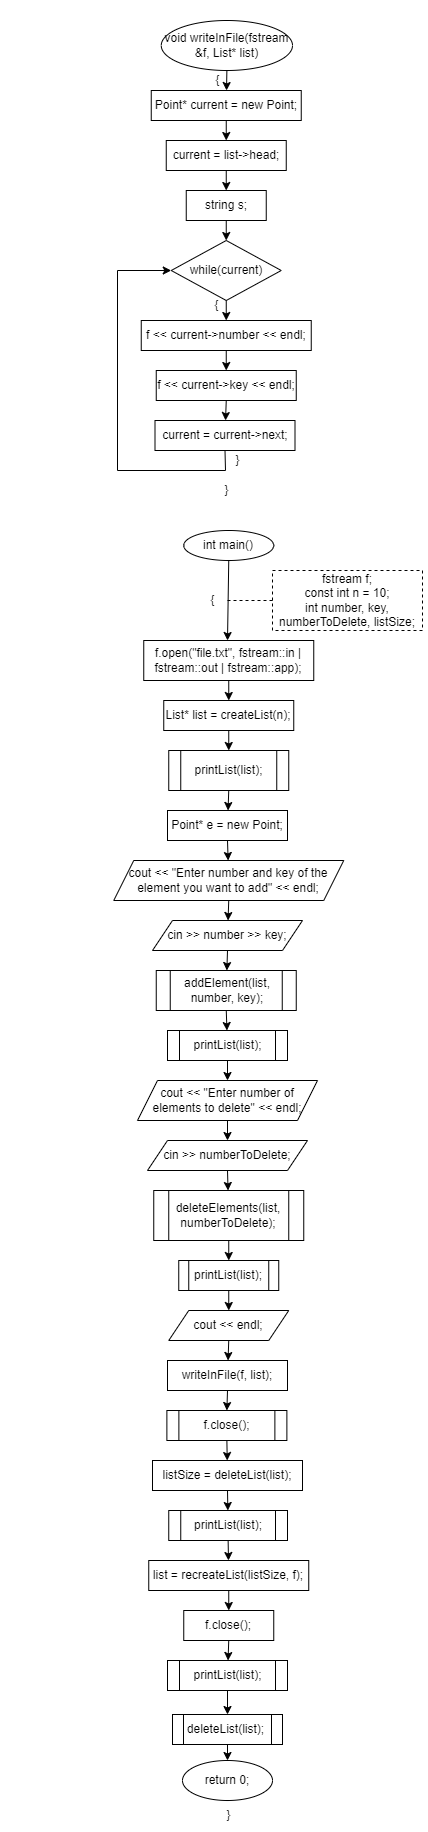 void writeInFile(fstream
&f, List* list)
{
Point* current = new Point;
current = list->head;
string s;
while(current)
{
f << current->number << endl;
f << current->key << endl;
current = current->next;
}
}
int main()
fstream f;
const int n = 10;
int number, key,
numberToDelete, listSize;
{
f.open("file.txt", fstream::in |
fstream::out | fstream::app);
List* list = createList(n);
printList(list);
Point* e = new Point;
cout << "Enter number and key of the
element you want to add" << endl;
cin >> number >> key;
addElement(list,
number, key);
printList(list);
cout << "Enter number of
elements to delete" << endl;
cin >> numberToDelete;
deleteElements(list,
numberToDelete);
printList(list);
cout << endl;
writeInFile(f, list);
f.close();
listSize = deleteList(list);
printList(list);
list = recreateList(listSize, f);
f.close();
printList(list);
deleteList(list);
return 0;
}